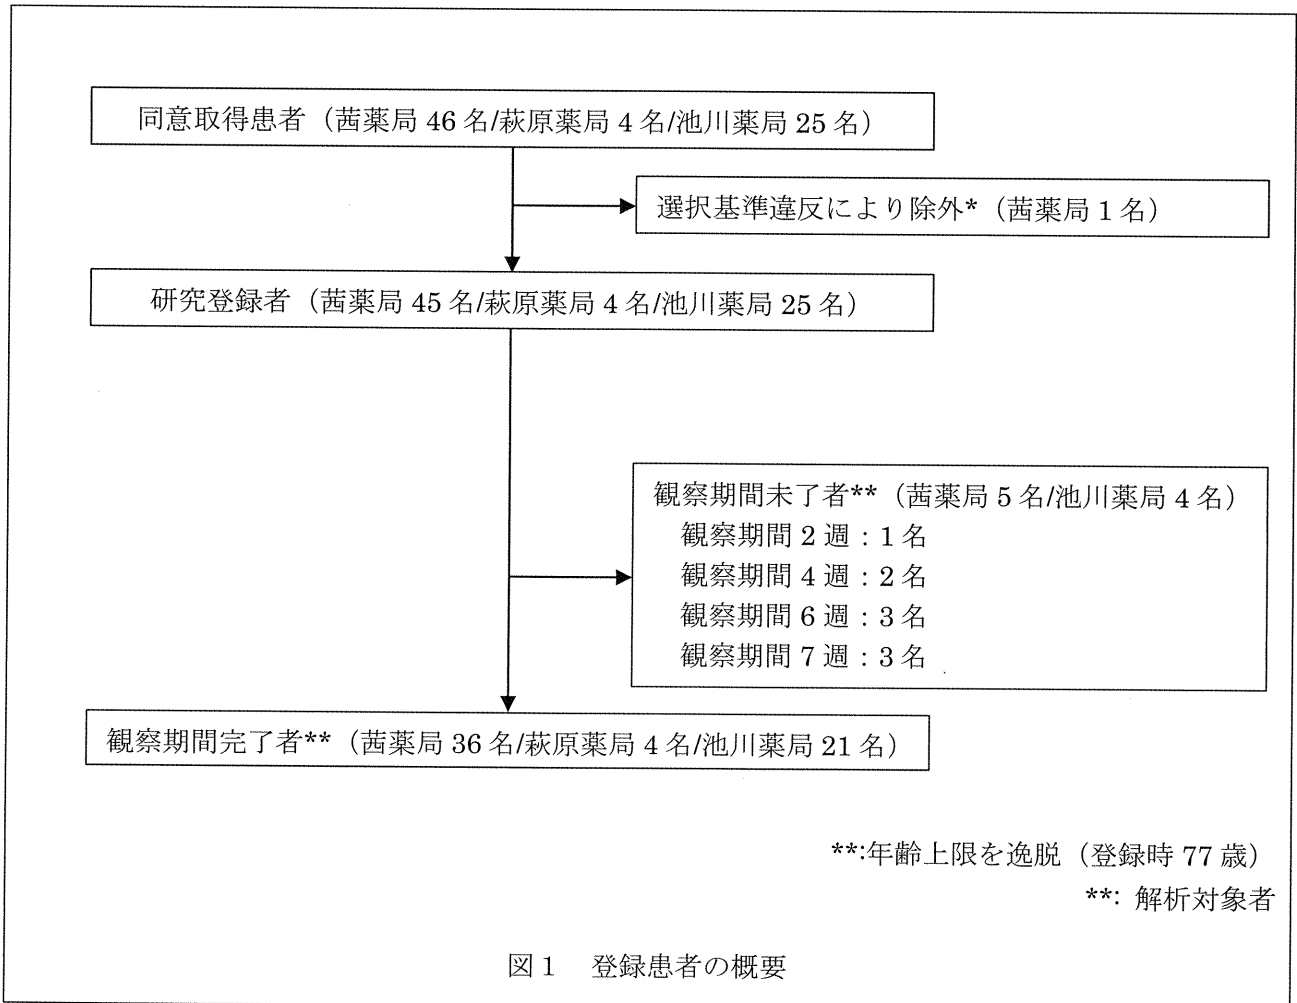 同意取得患者（茜薬局 46 名/萩原薬局 4 名/池川薬局 25 名）
選択基準違反により除外*（茜薬局 1 名）
研究登録者（茜薬局 45 名/萩原薬局 4 名/池川薬局 25 名）
観察期間未了者**（茜薬局 5 名/池川薬局 4 名）
観察期間 2 週：1 名
観察期間 4 週：2 名
観察期間 6 週：3 名
観察期間 7 週：3 名
観察期間完了者**（茜薬局 36 名/萩原薬局 4 名/池川薬局 21 名）
**:年齢上限を逸脱（登録時 77 歳）
**: 解析対象者
図 1　登録患者の概要